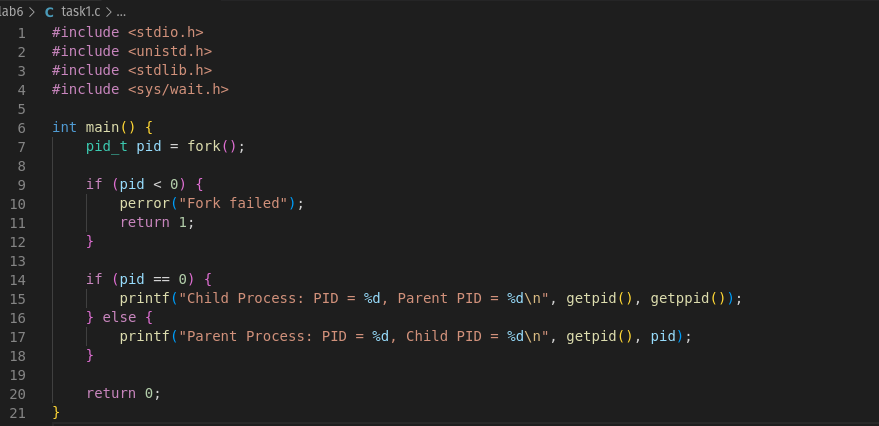 lab6 > C task1.c > ...
1 #include <stdio.h>
2 #include <unistd.h>
3 #include <stdlib.h>
4 #include <sys/wait.h>
5
6 int main() {
7     pid_t pid = fork();
8
9     if (pid < 0) {
10         perror("Fork failed");
11         return 1;
12     }
13
14     if (pid == 0) {
15         printf("Child Process: PID = %d, Parent PID = %d\n", getpid(), getppid());
16     } else {
17         printf("Parent Process: PID = %d, Child PID = %d\n", getpid(), pid);
18     }
19
20     return 0;
21 }